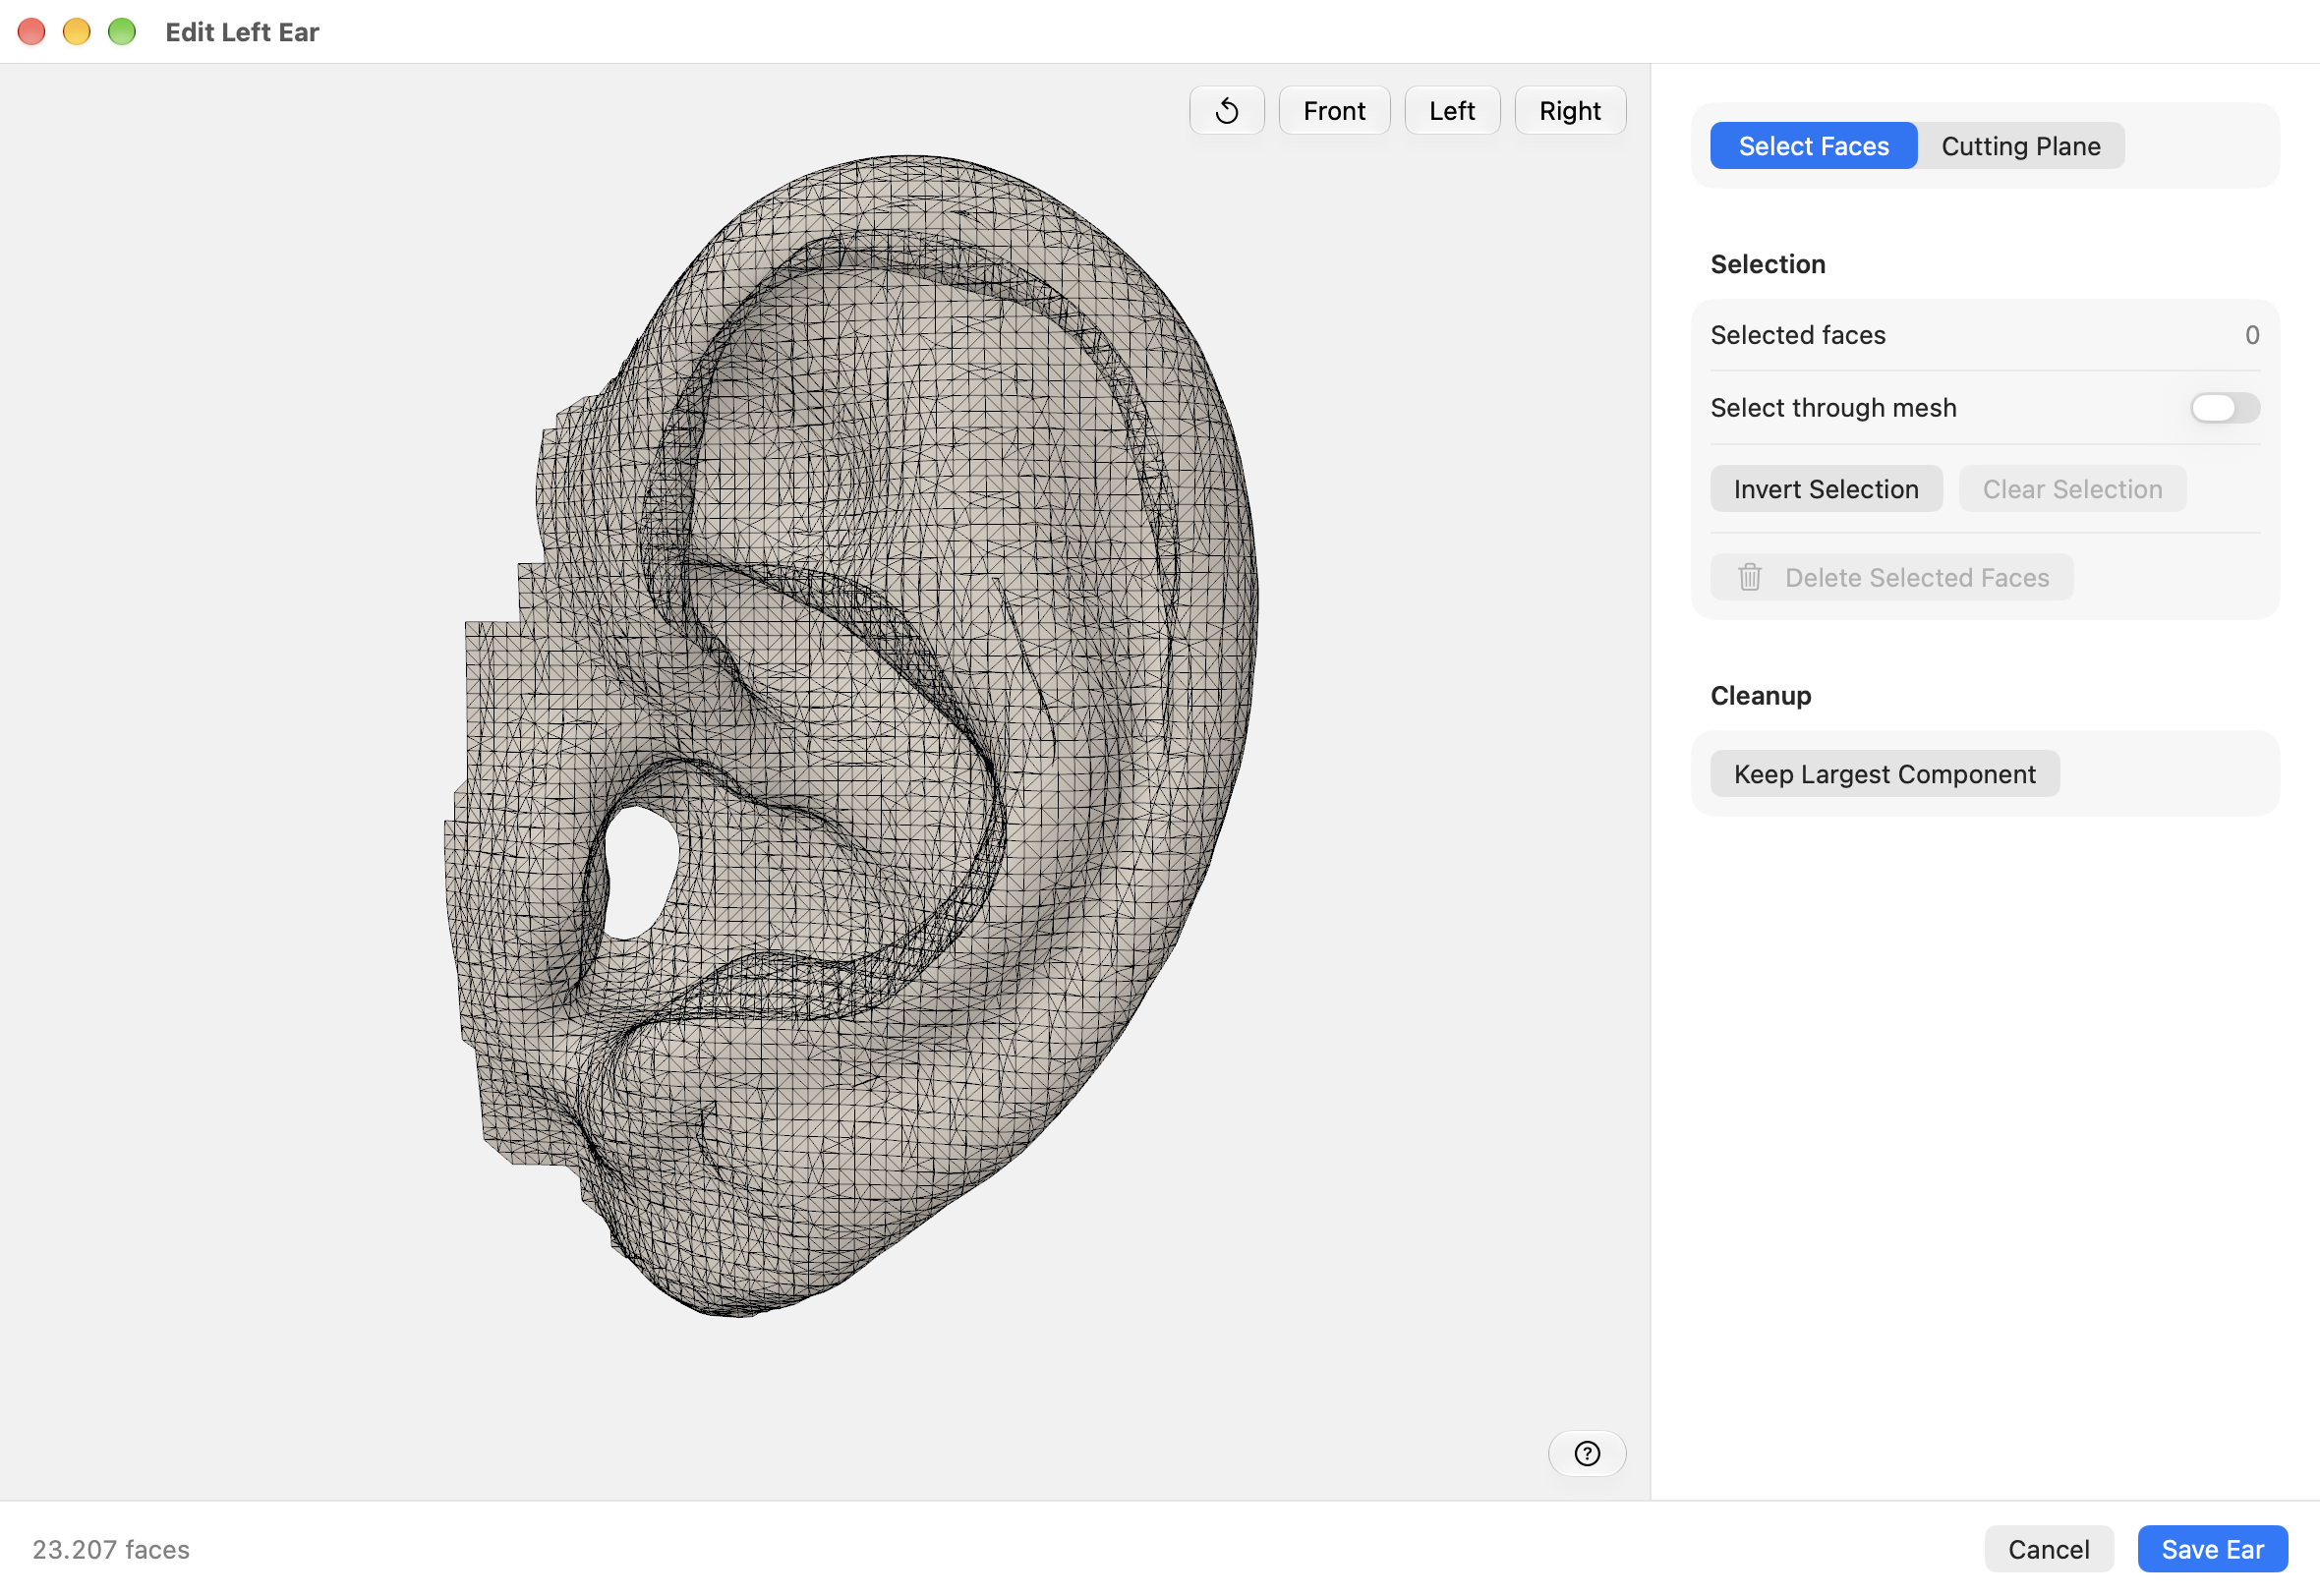 Edit Left Ear
Front
Left
Right
Select Faces
Cutting Plane
Selection
Selected faces
0
Select through mesh
Invert Selection
Clear Selection
Delete Selected Faces
Cleanup
Keep Largest Component
?
23.207 faces
Cancel
Save Ear